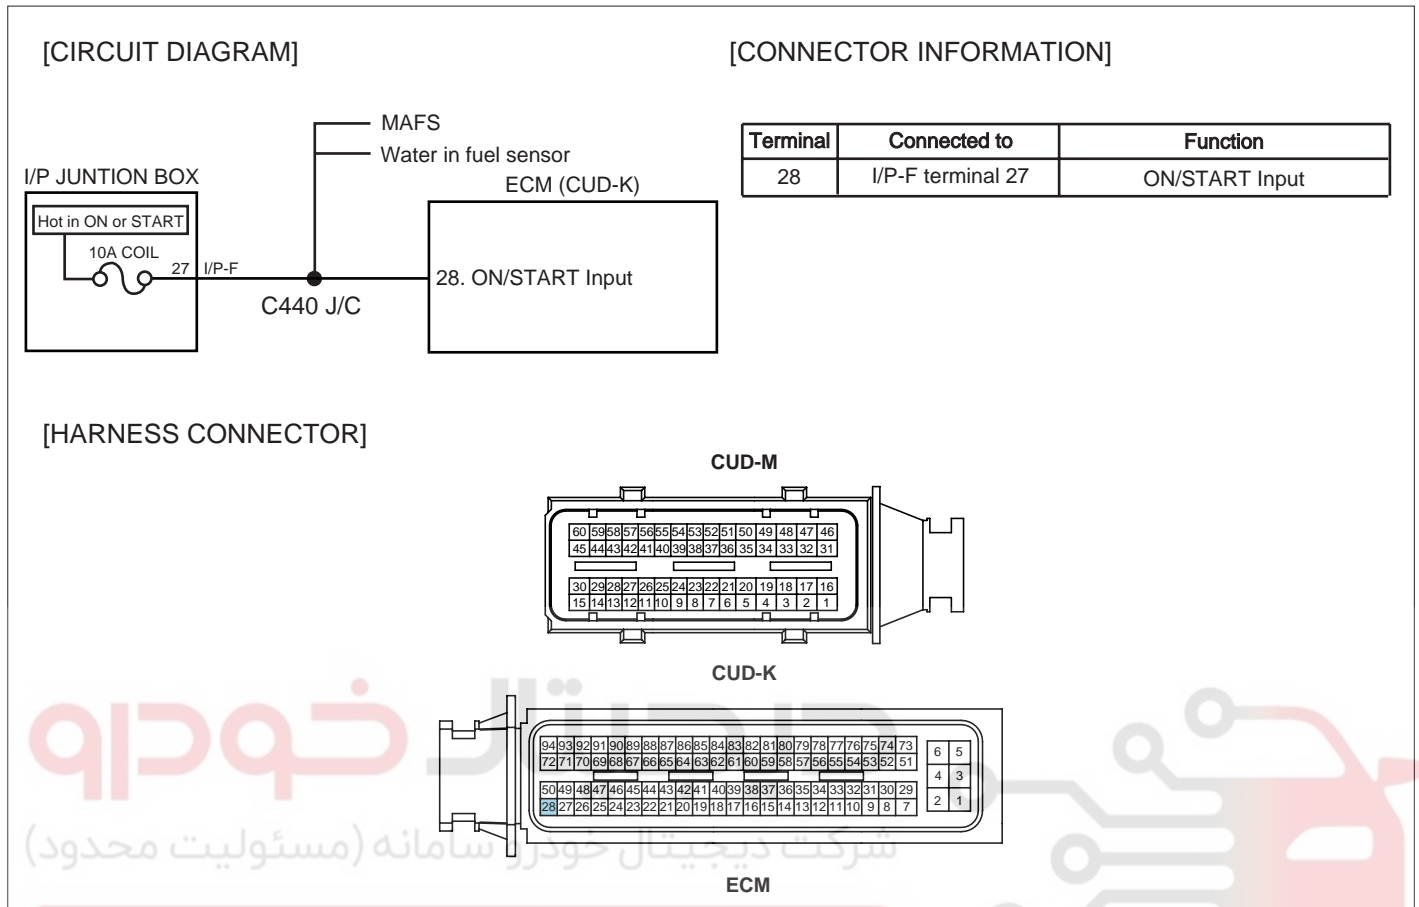 [CIRCUIT DIAGRAM]
[CONNECTOR INFORMATION]
MAFS
Water in fuel sensor
I/P JUNTION BOX
ECM (CUD-K)
Hot in ON or START
10A COIL
27 I/P-F
28. ON/START Input
C440 J/C
Terminal Connected to Function
28 I/P-F terminal 27 ON/START Input
[HARNESS CONNECTOR]
CUD-M
60 59 58 57 56 55 54 53 52 51 50 49 48 47 46
45 44 43 42 41 40 39 38 37 36 35 34 33 32 31
30 29 28 27 26 25 24 23 22 21 20 19 18 17 16
15 14 13 12 11 10 9 8 7 6 5 4 3 2 1
CUD-K
94 93 92 91 90 89 88 87 86 85 84 83 82 81 80 79 78 77 76 75 74 73
72 71 70 69 68 67 66 65 64 63 62 61 60 59 58 57 56 55 54 53 52 51
50 49 48 47 46 45 44 43 42 41 40 39 38 37 36 35 34 33 32 31 30 29
28 27 26 25 24 23 22 21 20 19 18 17 16 15 14 13 12 11 10 9 8 7
6 5
4 3
2 1
دیجیتال خودرو
شرکت دیجیتال خودرو سامانه (مسئولیت محدود)
ECM